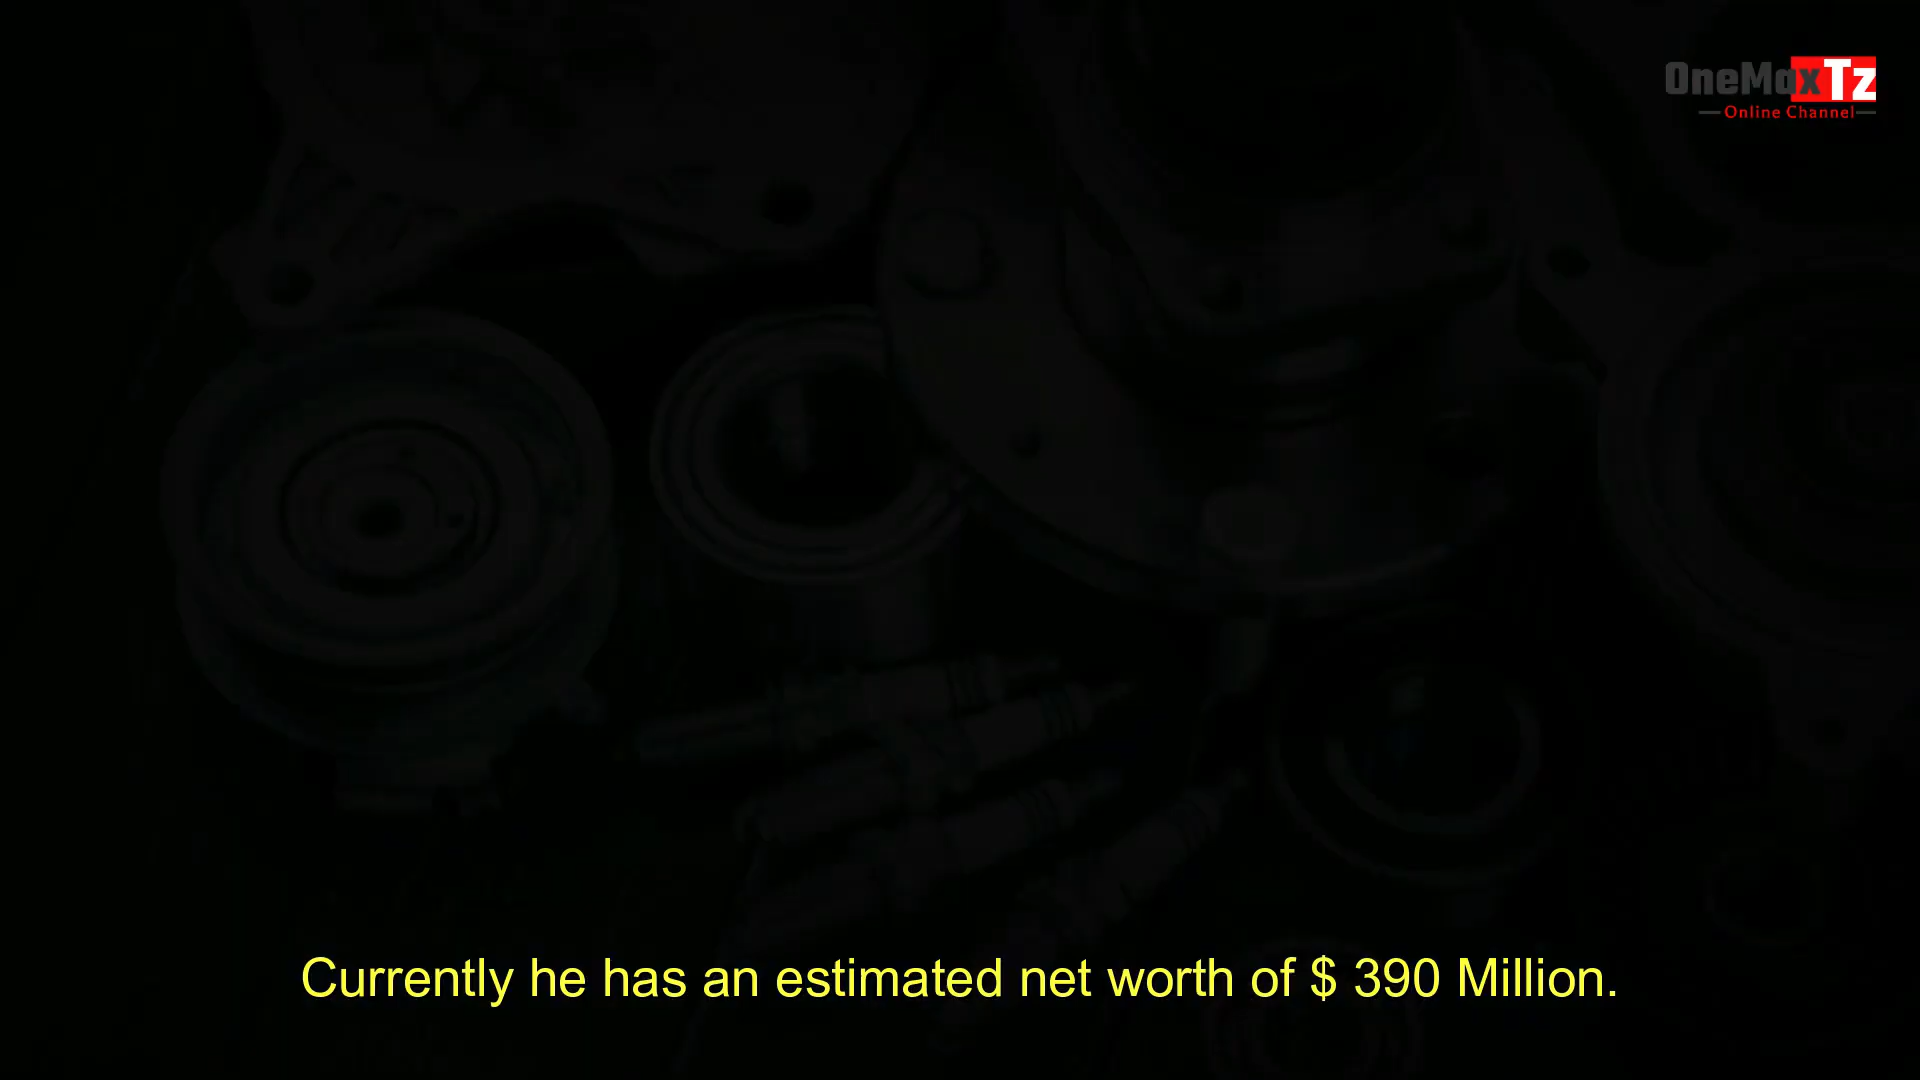 OneMaxTz
Online Channel
Currently he has an estimated net worth of $ 390 Million.